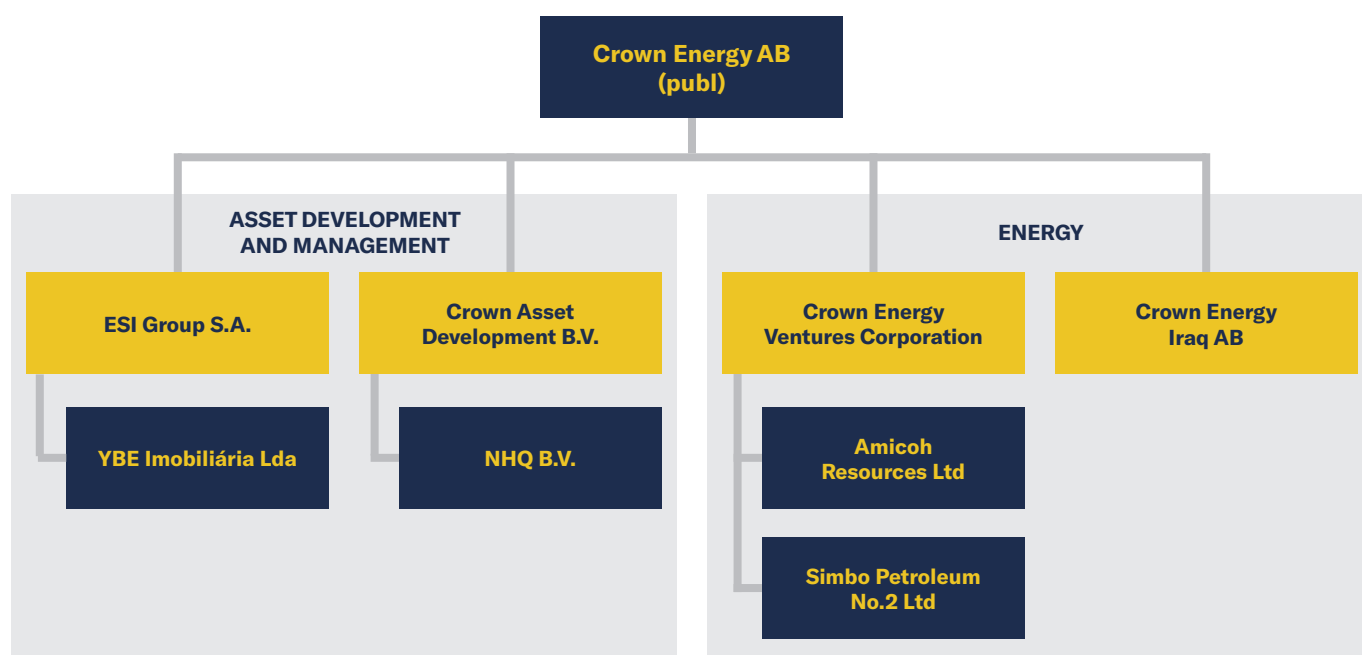 Crown Energy AB
(publ)
ASSET DEVELOPMENT
AND MANAGEMENT
ENERGY
ESI Group S.A.
Crown Asset
Development B.V.
Crown Energy
Ventures Corporation
Crown Energy
Iraq AB
YBE Imobiliária Lda
NHQ B.V.
Amicoh
Resources Ltd
Simbo Petroleum
No.2 Ltd